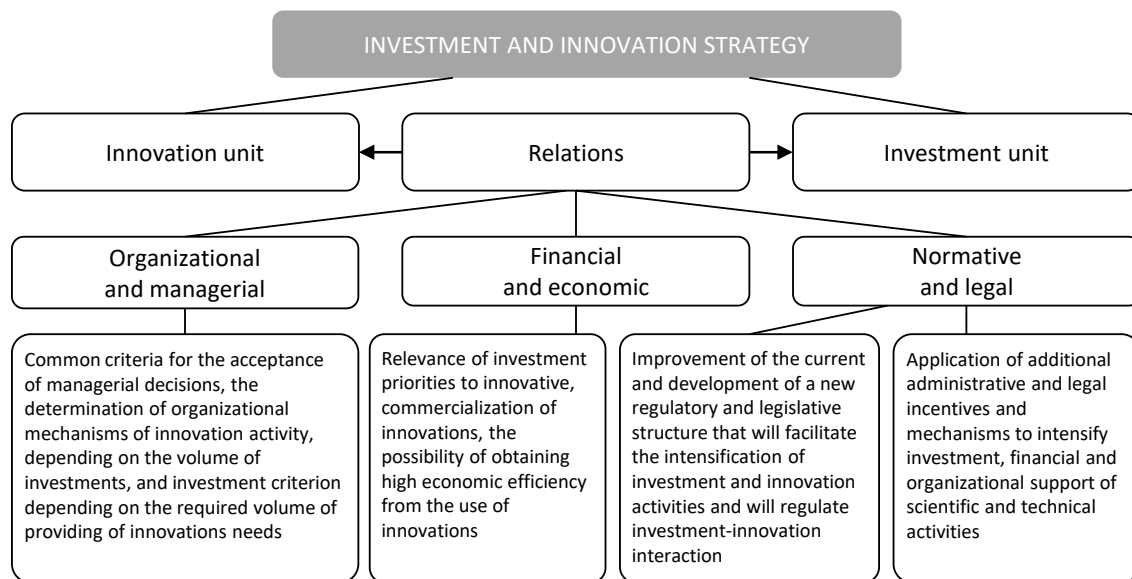 INVESTMENT AND INNOVATION STRATEGY
Innovation unit
Relations
Investment unit
Organizational
and managerial
Financial
and economic
Normative
and legal
Common criteria for the acceptance
of managerial decisions, the
determination of organizational
mechanisms of innovation activity,
depending on the volume of
investments, and investment criterion
depending on the required volume of
providing of innovations needs
Relevance of investment
priorities to innovative,
commercialization of
innovations, the
possibility of obtaining
high economic efficiency
from the use of
innovations
Improvement of the current
and development of a new
regulatory and legislative
structure that will facilitate
the intensification of
investment and innovation
activities and will regulate
investment-innovation
interaction
Application of additional
administrative and legal
incentives and
mechanisms to intensify
investment, financial and
organizational support of
scientific and technical
activities